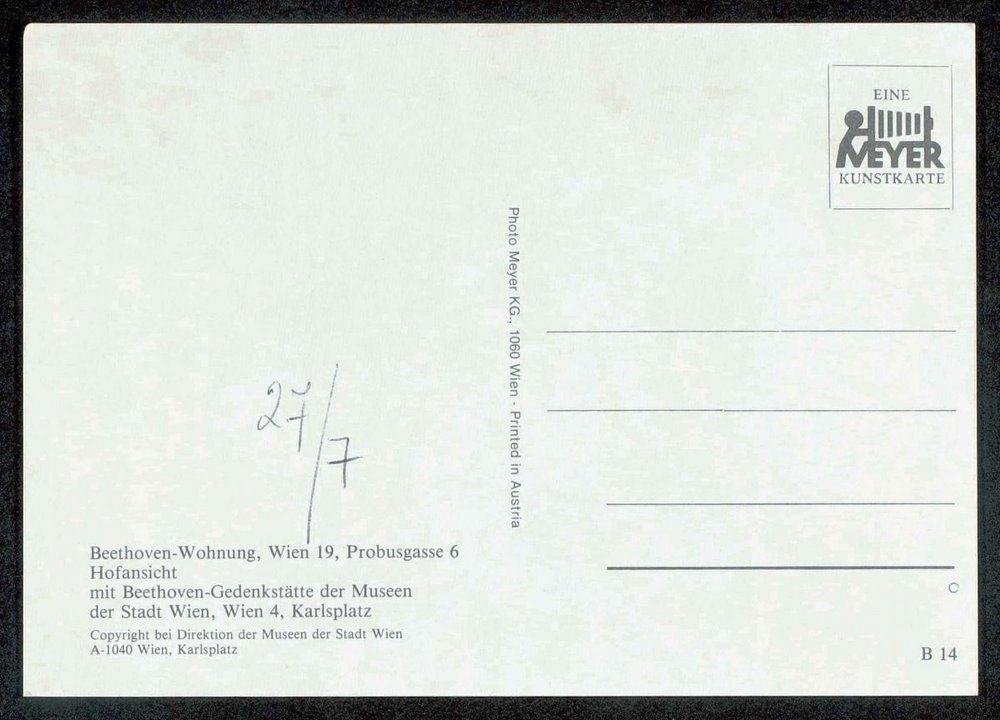 EINE
MEYER
KUNSTKARTE
Photo Meyer KG., 1060 Wien - Printed in Austria
27/7
Beethoven-Wohnung, Wien 19, Probusgasse 6
Hofansicht
mit Beethoven-Gedenkstätte der Museen
der Stadt Wien, Wien 4, Karlsplatz
Copyright bei Direktion der Museen der Stadt Wien
A-1040 Wien, Karlsplatz
B 14